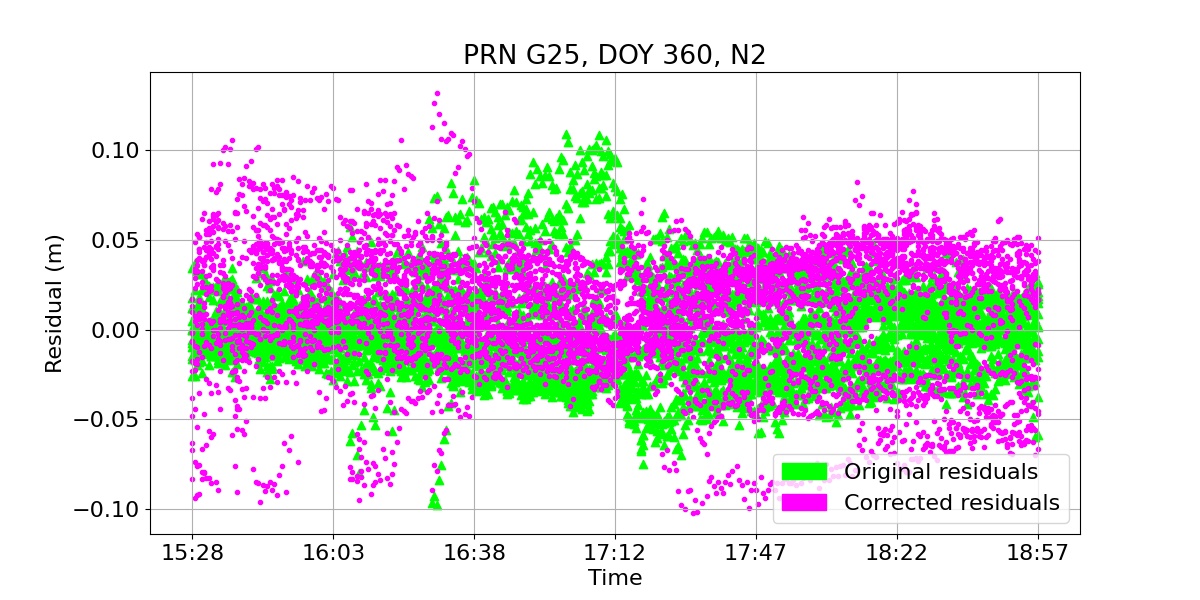 PRN G25, DOY 360, N2
Residual (m)
0.10
0.05
0.00
−0.05
−0.10
Original residuals
Corrected residuals
15:28 16:03 16:38 17:12 17:47 18:22 18:57
Time